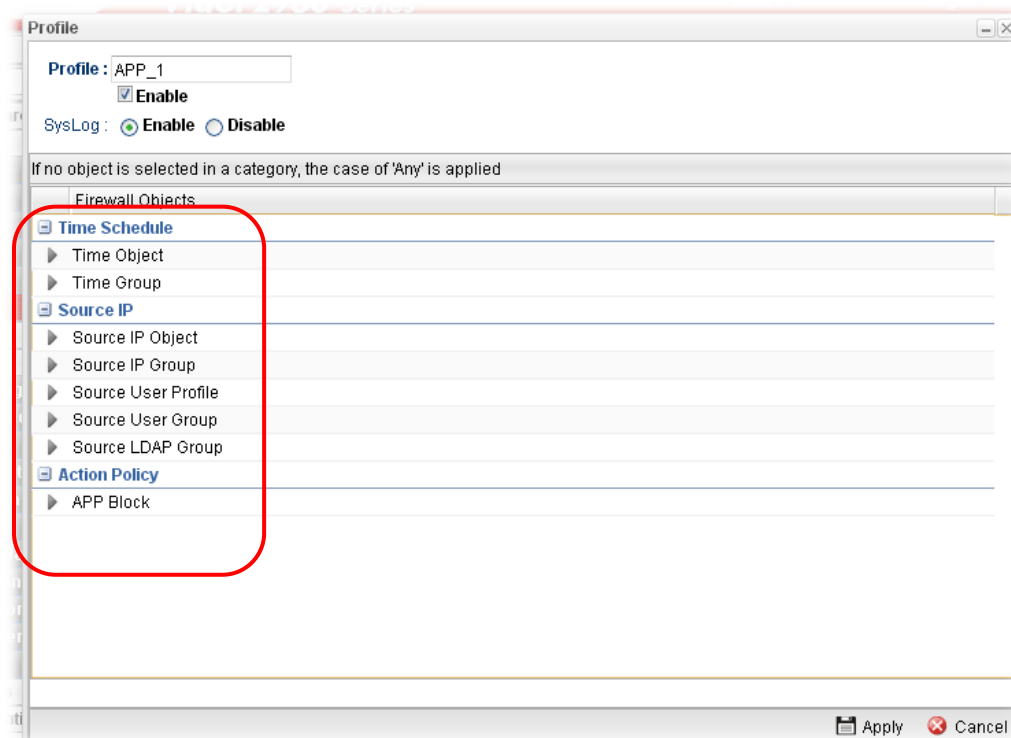 2960 Series
Profile
Profile : APP_1
Enable
SysLog : Enable Disable
If no object is selected in a category, the case of 'Any' is applied
Firewall Objects
Time Schedule
Time Object
Time Group
Source IP
Source IP Object
Source IP Group
Source User Profile
Source User Group
Source LDAP Group
Action Policy
APP Block
Apply Cancel